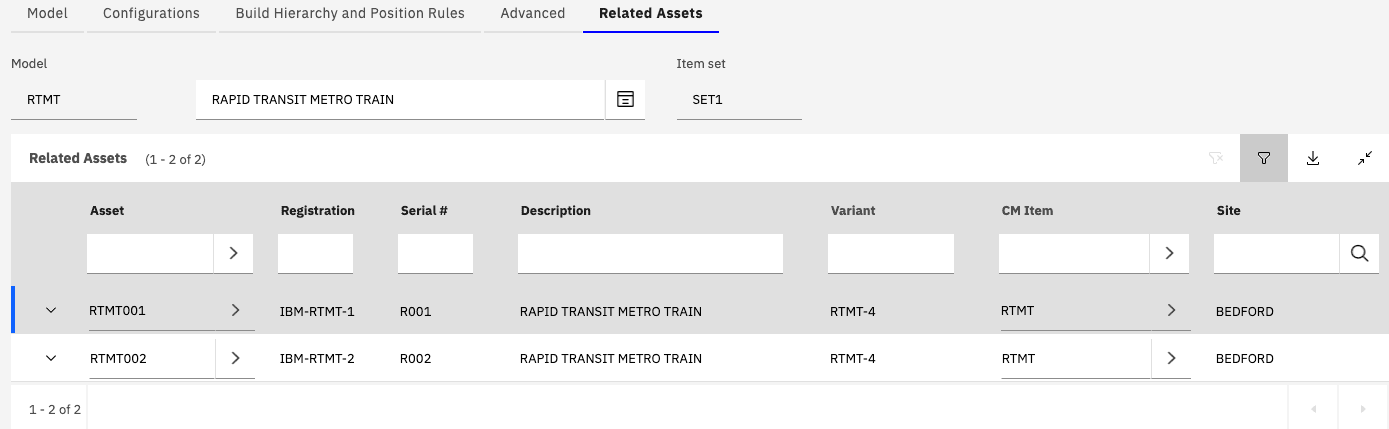 Model Configurations Build Hierarchy and Position Rules Advanced Related Assets
Model Item set
RTMT RAPID TRANSIT METRO TRAIN SET1
Related Assets (1 - 2 of 2)
Asset Registration Serial # Description Variant CM Item Site
RTMT001 IBM-RTMT-1 R001 RAPID TRANSIT METRO TRAIN RTMT-4 RTMT BEDFORD
RTMT002 IBM-RTMT-2 R002 RAPID TRANSIT METRO TRAIN RTMT-4 RTMT BEDFORD
1 - 2 of 2